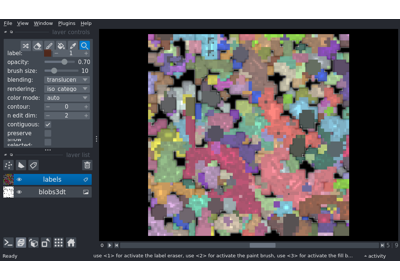 File View Window Plugins Help
layer controls
label: 1
opacity: 0.70
brush size: 10
blending: translucen
rendering: iso_catego
color mode: auto
contour: 0
n edit dim: 2
contiguous:
preserve
show
selected:
layer list
labels
blobs3dt
Ready
use <1> for activate the label eraser, use <2> for activate the paint brush, use <3> for activate the fill b...
activity